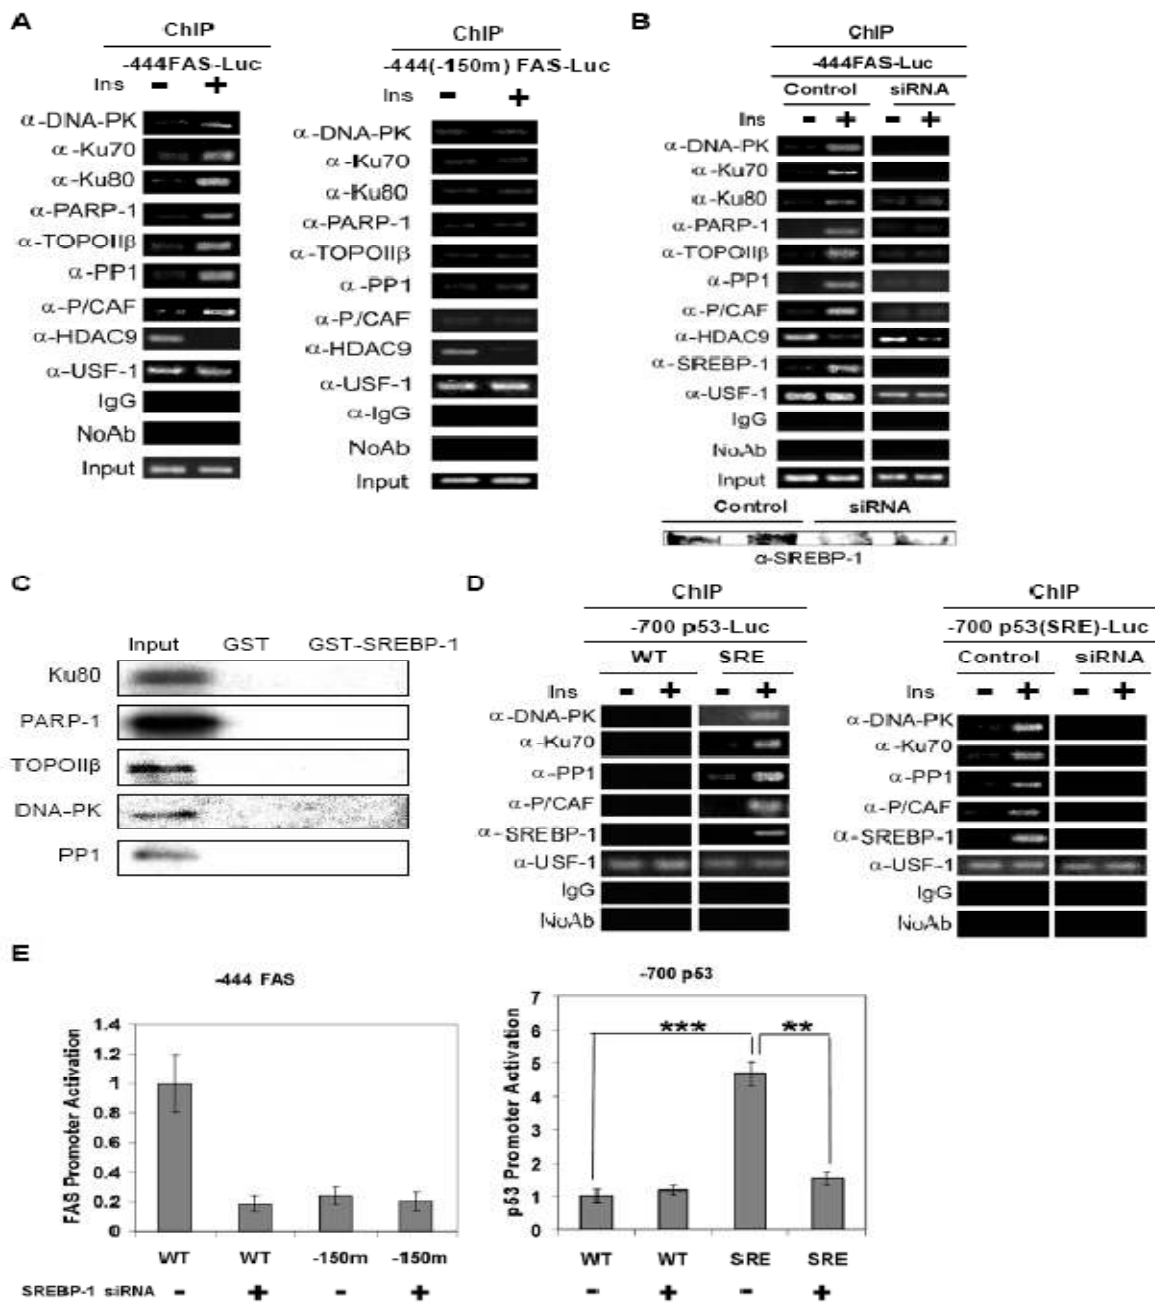 A
ChIP
-444FAS-Luc
Ins - +
α-DNA-PK
α-Ku70
α-Ku80
α-PARP-1
α-TOPOIIβ
α-PP1
α-P/CAF
α-HDAC9
α-USF-1
IgG
NoAb
Input
ChIP
-444(-150m) FAS-Luc
Ins - +
α-DNA-PK
α-Ku70
α-Ku80
α-PARP-1
α-TOPOIIβ
α-PP1
α-P/CAF
α-HDAC9
α-USF-1
α-IgG
NoAb
Input
B
ChIP
-444FAS-Luc
Control siRNA
Ins - + - +
α-DNA-PK
α-Ku70
α-Ku80
α-PARP-1
α-TOPOIIβ
α-PP1
α-P/CAF
α-HDAC9
α-SREBP-1
α-USF-1
IgG
NoAb
Input
Control siRNA
α-SREBP-1
C
Input GST GST-SREBP-1
Ku80
PARP-1
TOPOIIβ
DNA-PK
PP1
D
ChIP
-700 p53-Luc
WT SRE
Ins - + - +
α-DNA-PK
α-Ku70
α-PP1
α-P/CAF
α-SREBP-1
α-USF-1
IgG
NoAb
ChIP
-700 p53(SRE)-Luc
Control siRNA
Ins - + - +
α-DNA-PK
α-Ku70
α-PP1
α-P/CAF
α-SREBP-1
α-USF-1
IgG
NoAb
E
-444 FAS
FAS Promoter Activation
1.4
1.2
1
0.8
0.6
0.4
0.2
0
WT WT -150m -150m
SREBP-1 siRNA - + - +
-700 p53
p53 Promoter Activation
7
6
5
4
3
2
1
0
*** **
WT WT SRE SRE
- + - +